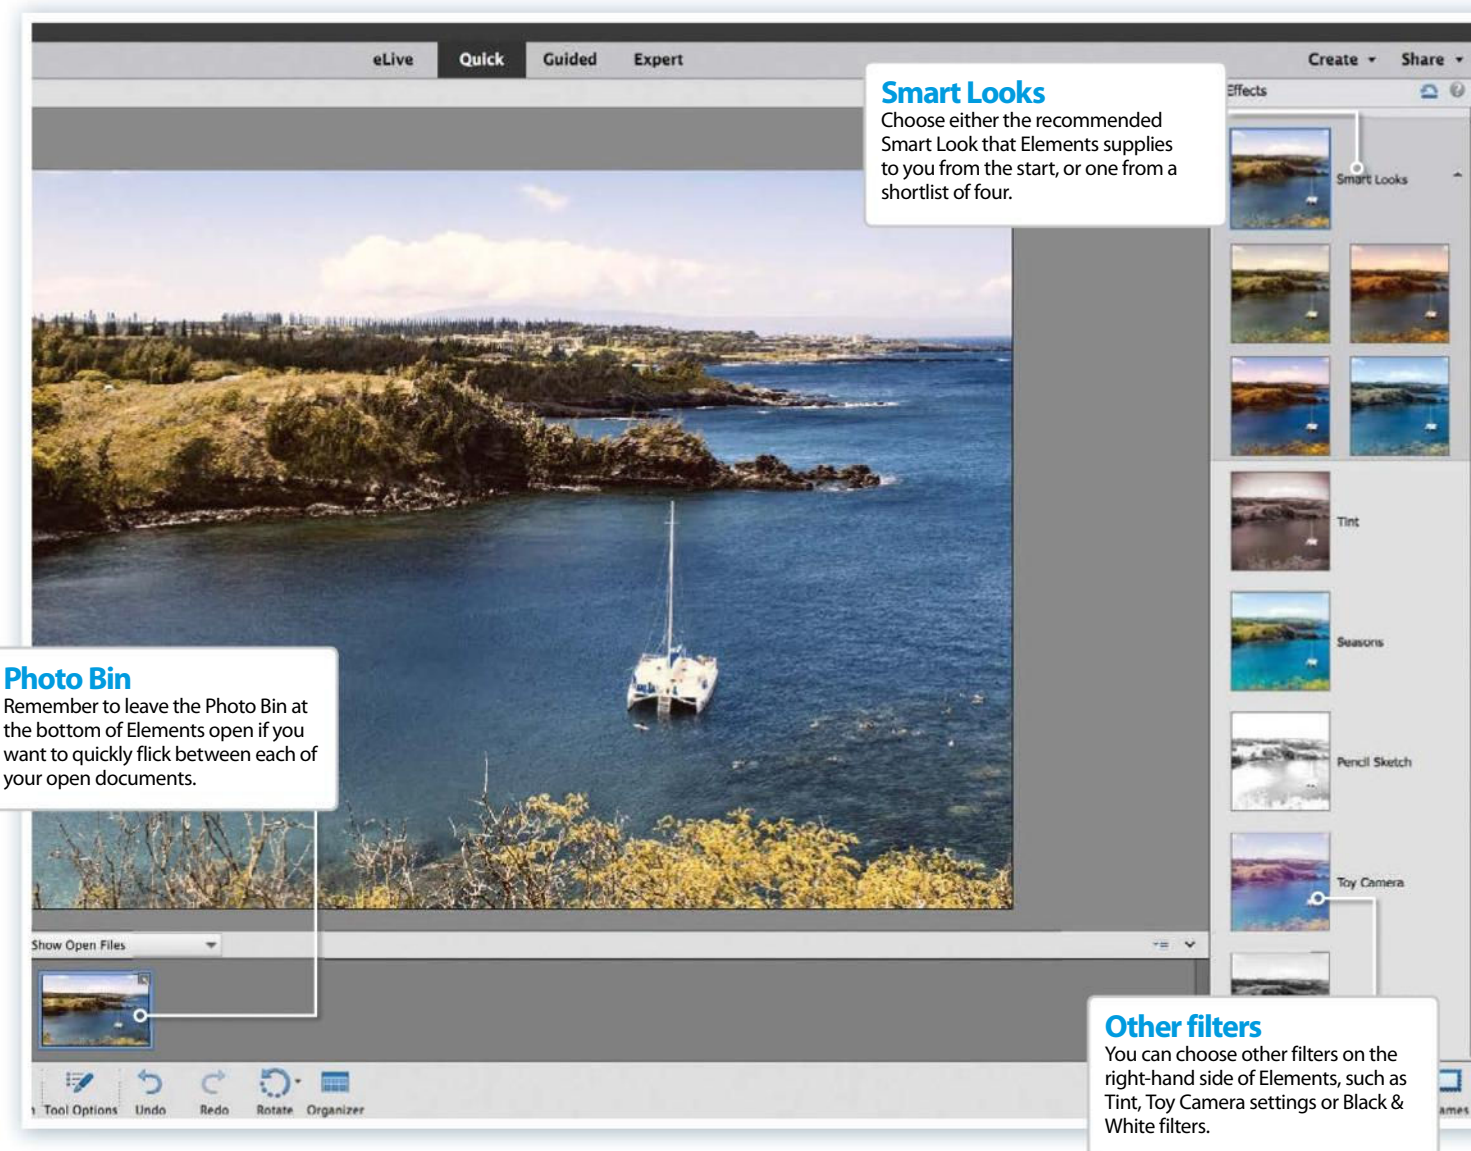 eLive Quick Guided Expert Create Share
Effects
Smart Looks
Choose either the recommended
Smart Look that Elements supplies
to you from the start, or one from a
shortlist of four.
Smart Looks
Tint
Seasons
Pencil Sketch
Toy Camera
Photo Bin
Remember to leave the Photo Bin at
the bottom of Elements open if you
want to quickly flick between each of
your open documents.
Show Open Files
Other filters
You can choose other filters on the
right-hand side of Elements, such as
Tint, Toy Camera settings or Black &
White filters.
Tool Options Undo Redo Rotate Organizer